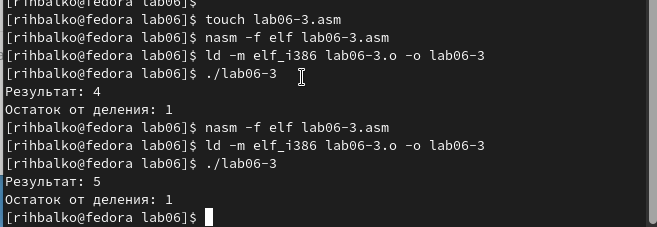 [rihbalko@fedora lab06]$
[rihbalko@fedora lab06]$ touch lab06-3.asm
[rihbalko@fedora lab06]$ nasm -f elf lab06-3.asm
[rihbalko@fedora lab06]$ ld -m elf_i386 lab06-3.o -o lab06-3
[rihbalko@fedora lab06]$ ./lab06-3
Результат: 4
Остаток от деления: 1
[rihbalko@fedora lab06]$ nasm -f elf lab06-3.asm
[rihbalko@fedora lab06]$ ld -m elf_i386 lab06-3.o -o lab06-3
[rihbalko@fedora lab06]$ ./lab06-3
Результат: 5
Остаток от деления: 1
[rihbalko@fedora lab06]$